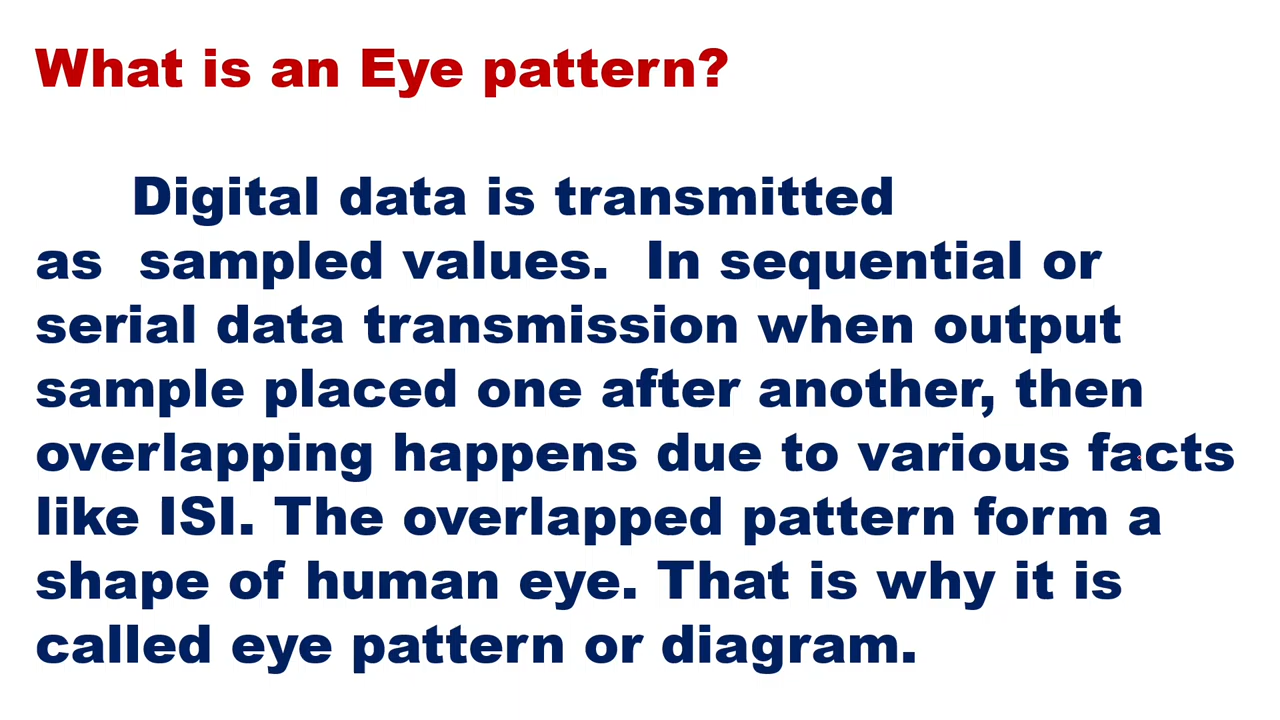 What is an Eye pattern?
Digital data is transmitted
as sampled values. In sequential or
serial data transmission when output
sample placed one after another, then
overlapping happens due to various facts
like ISI. The overlapped pattern form a
shape of human eye. That is why it is
called eye pattern or diagram.